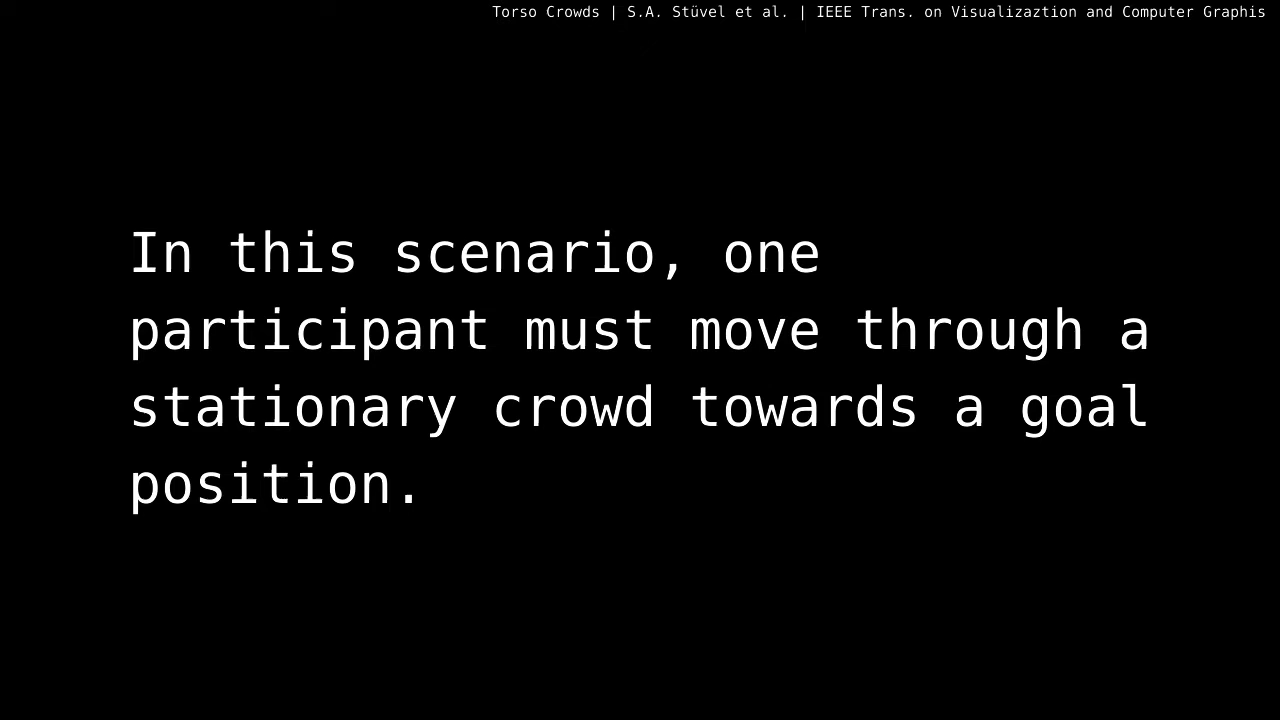 Torso Crowds | S.A. Stüvel et al. | IEEE Trans. on Visualizaztion and Computer Graphis
In this scenario, one
participant must move through a
stationary crowd towards a goal
position.